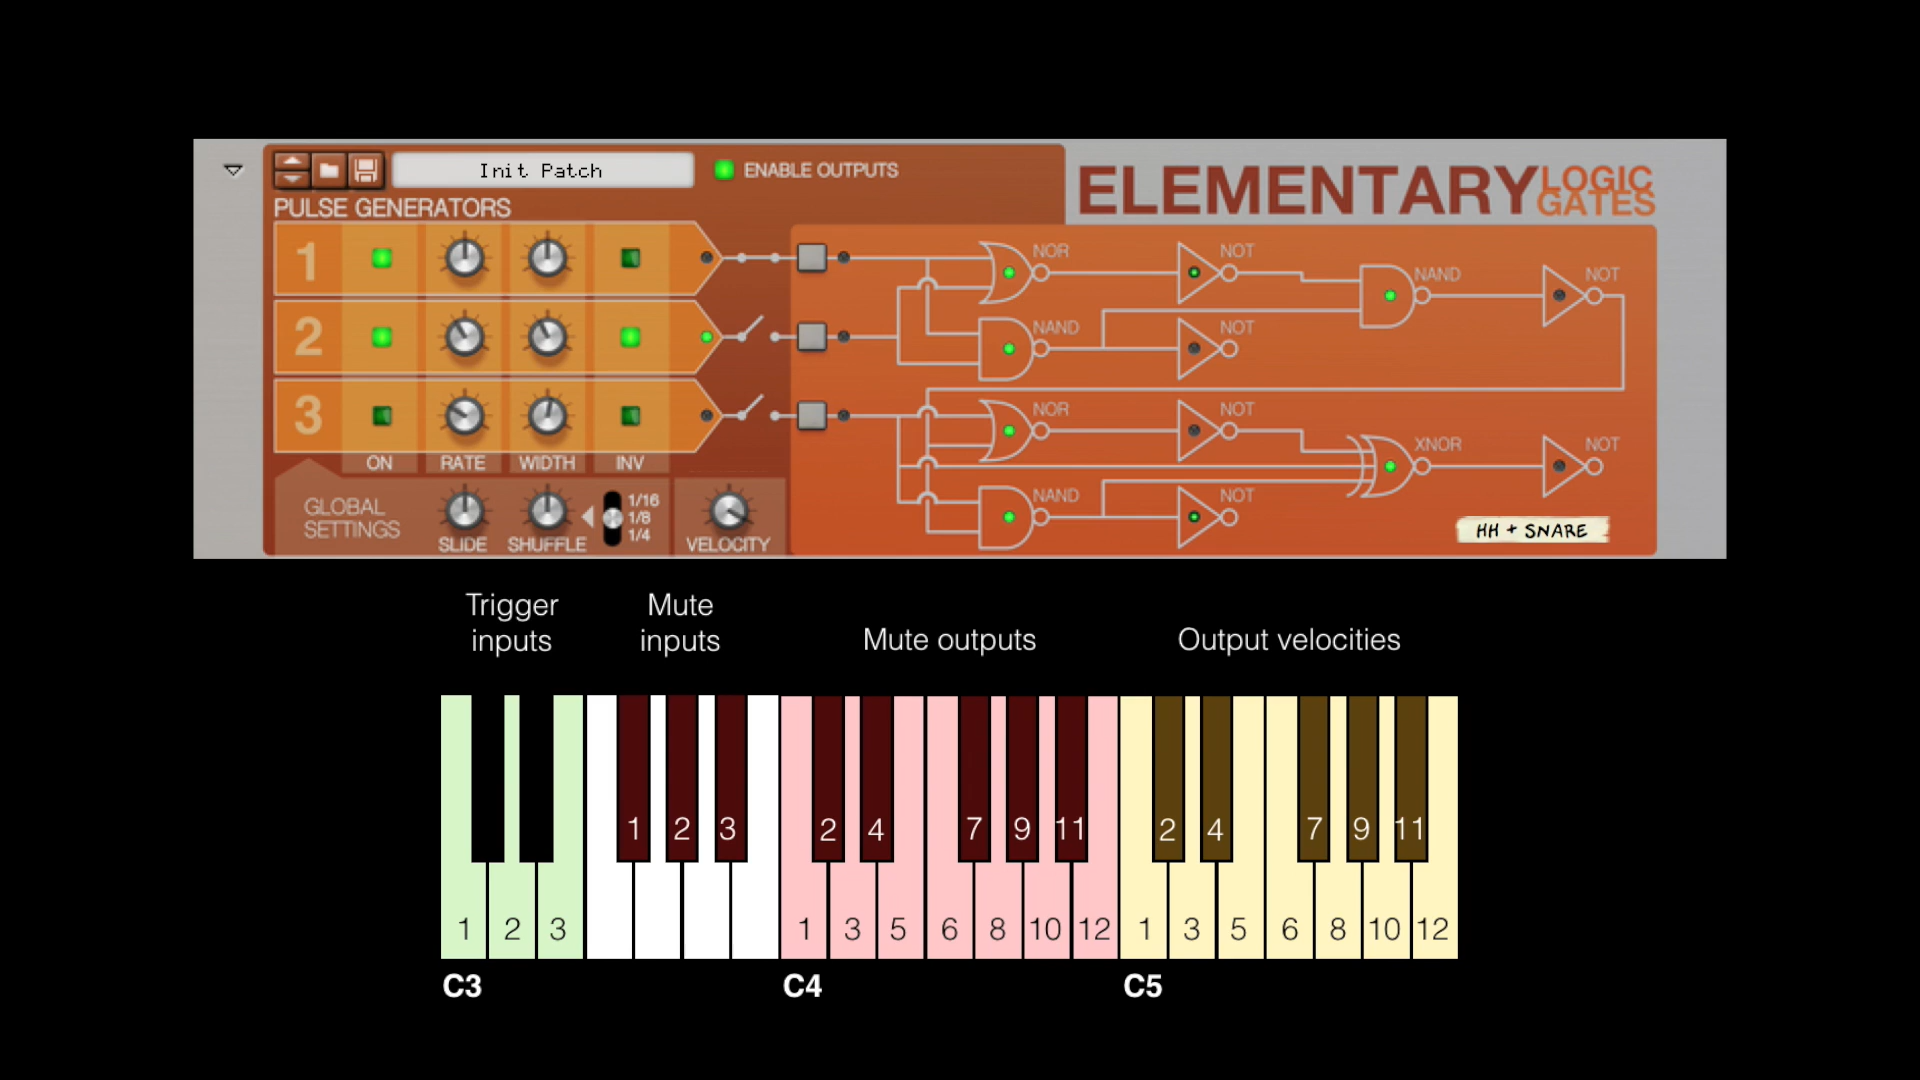 Init Patch
ENABLE OUTPUTS
ELEMENTARY LOGIC GATES
PULSE GENERATORS
1
2
3
ON RATE WIDTH INV
GLOBAL
SETTINGS
SLIDE SHUFFLE
1/16
1/8
1/4
VELOCITY
NOR NOT
NAND NOT
NAND NOT
NOR NOT
XNOR NOT
NAND NOT
HH + SNARE
Trigger
inputs
Mute
inputs
Mute outputs
Output velocities
1 2 3 2 4 7 9 11 2 4 7 9 11
1 2 3 1 3 5 6 8 10 12 1 3 5 6 8 10 12
C3 C4 C5